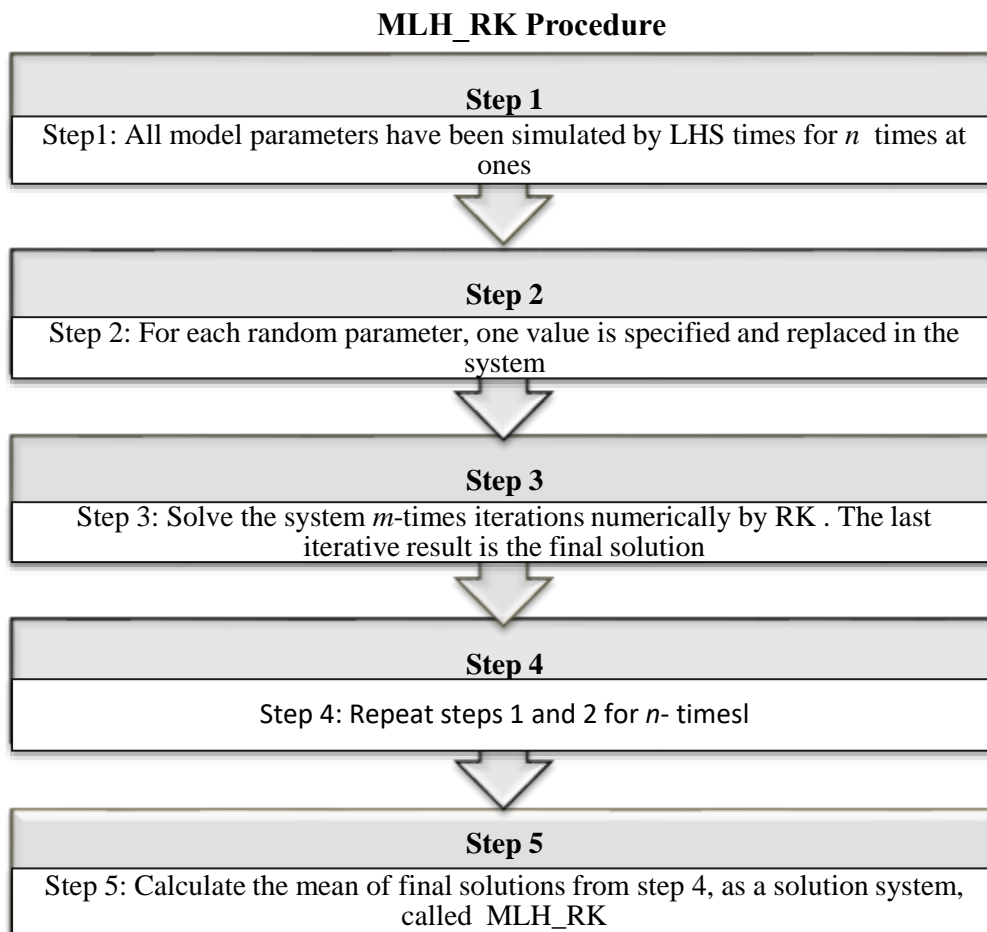 MLH_RK Procedure
Step 1
Step1: All model parameters have been simulated by LHS times for n times at
ones
Step 2
Step 2: For each random parameter, one value is specified and replaced in the
system
Step 3
Step 3: Solve the system m-times iterations numerically by RK . The last
iterative result is the final solution
Step 4
Step 4: Repeat steps 1 and 2 for n- timesl
Step 5
Step 5: Calculate the mean of final solutions from step 4, as a solution system,
called MLH_RK